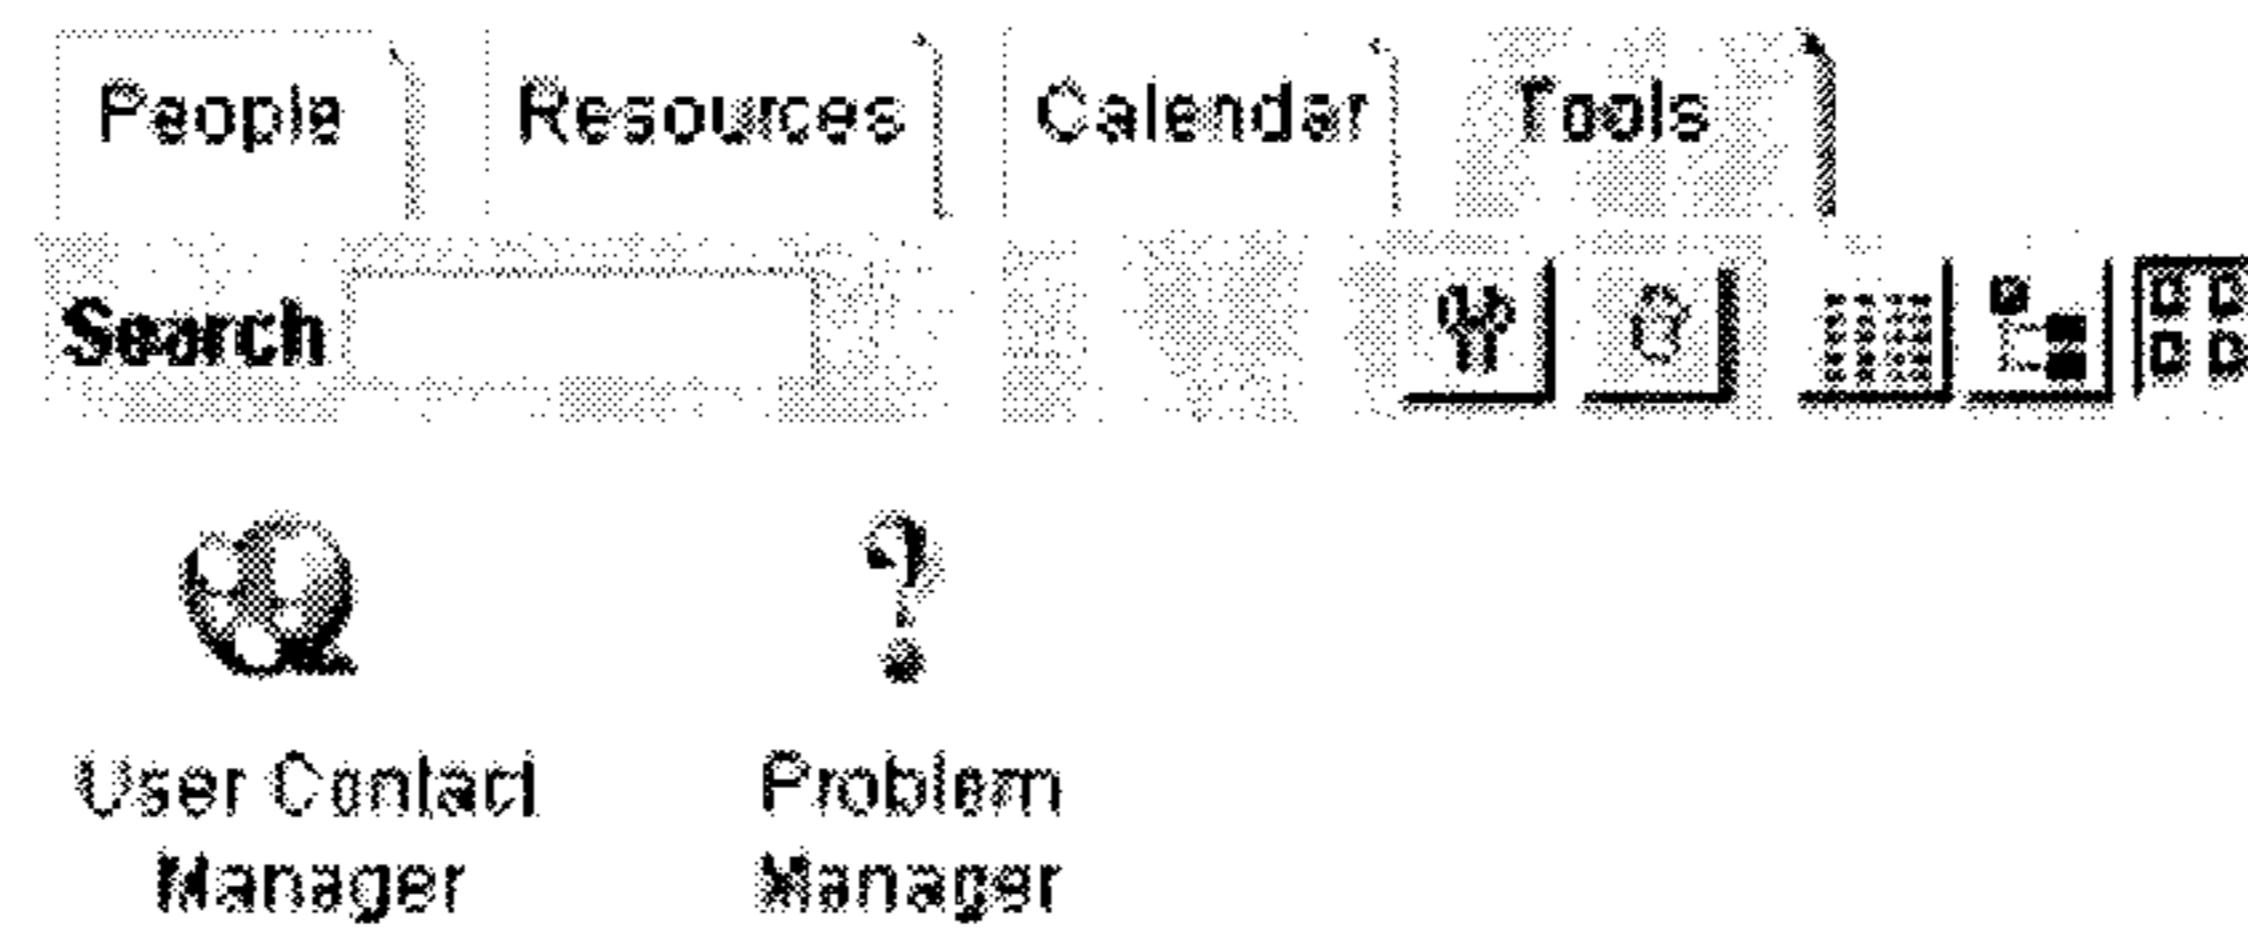 People Resources Calendar Tools
Search
User Contact Problem
Manager Manager